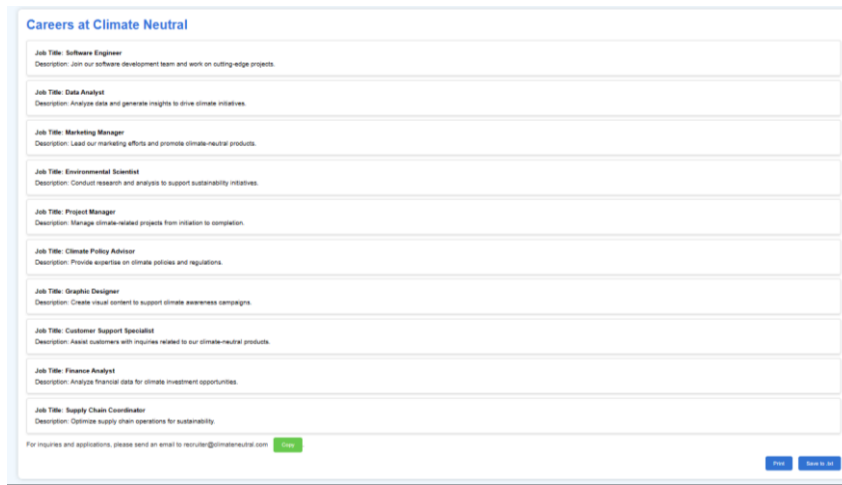 Careers at Climate Neutral
Job Title: Software Engineer
Description: Join our software development team and work on cutting-edge projects.
Job Title: Data Analyst
Description: Analyze data and generate insights to drive climate initiatives.
Job Title: Marketing Manager
Description: Lead our marketing efforts and promote climate-neutral products.
Job Title: Environmental Scientist
Description: Conduct research and analysis to support sustainability initiatives.
Job Title: Project Manager
Description: Manage climate-related projects from initiation to completion.
Job Title: Climate Policy Advisor
Description: Provide expertise on climate policies and regulations.
Job Title: Graphic Designer
Description: Create visual content to support climate awareness campaigns.
Job Title: Customer Support Specialist
Description: Assist customers with inquiries related to our climate-neutral products.
Job Title: Finance Analyst
Description: Analyze financial data for climate investment opportunities.
Job Title: Supply Chain Coordinator
Description: Optimize supply chain operations for sustainability.
For inquiries and applications, please send an email to recruiter@climateneutral.com Copy
Print Save to .txt